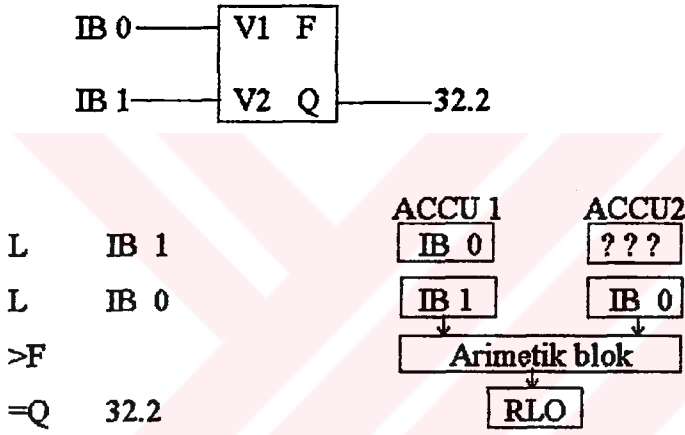 IB 0 V1 F
IB 1 V2 Q 32.2
ACCU 1 ACCU2
L IB 1 IB 0 ???
L IB 0 IB 1 IB 0
>F Arimetik blok
=Q 32.2 RLO